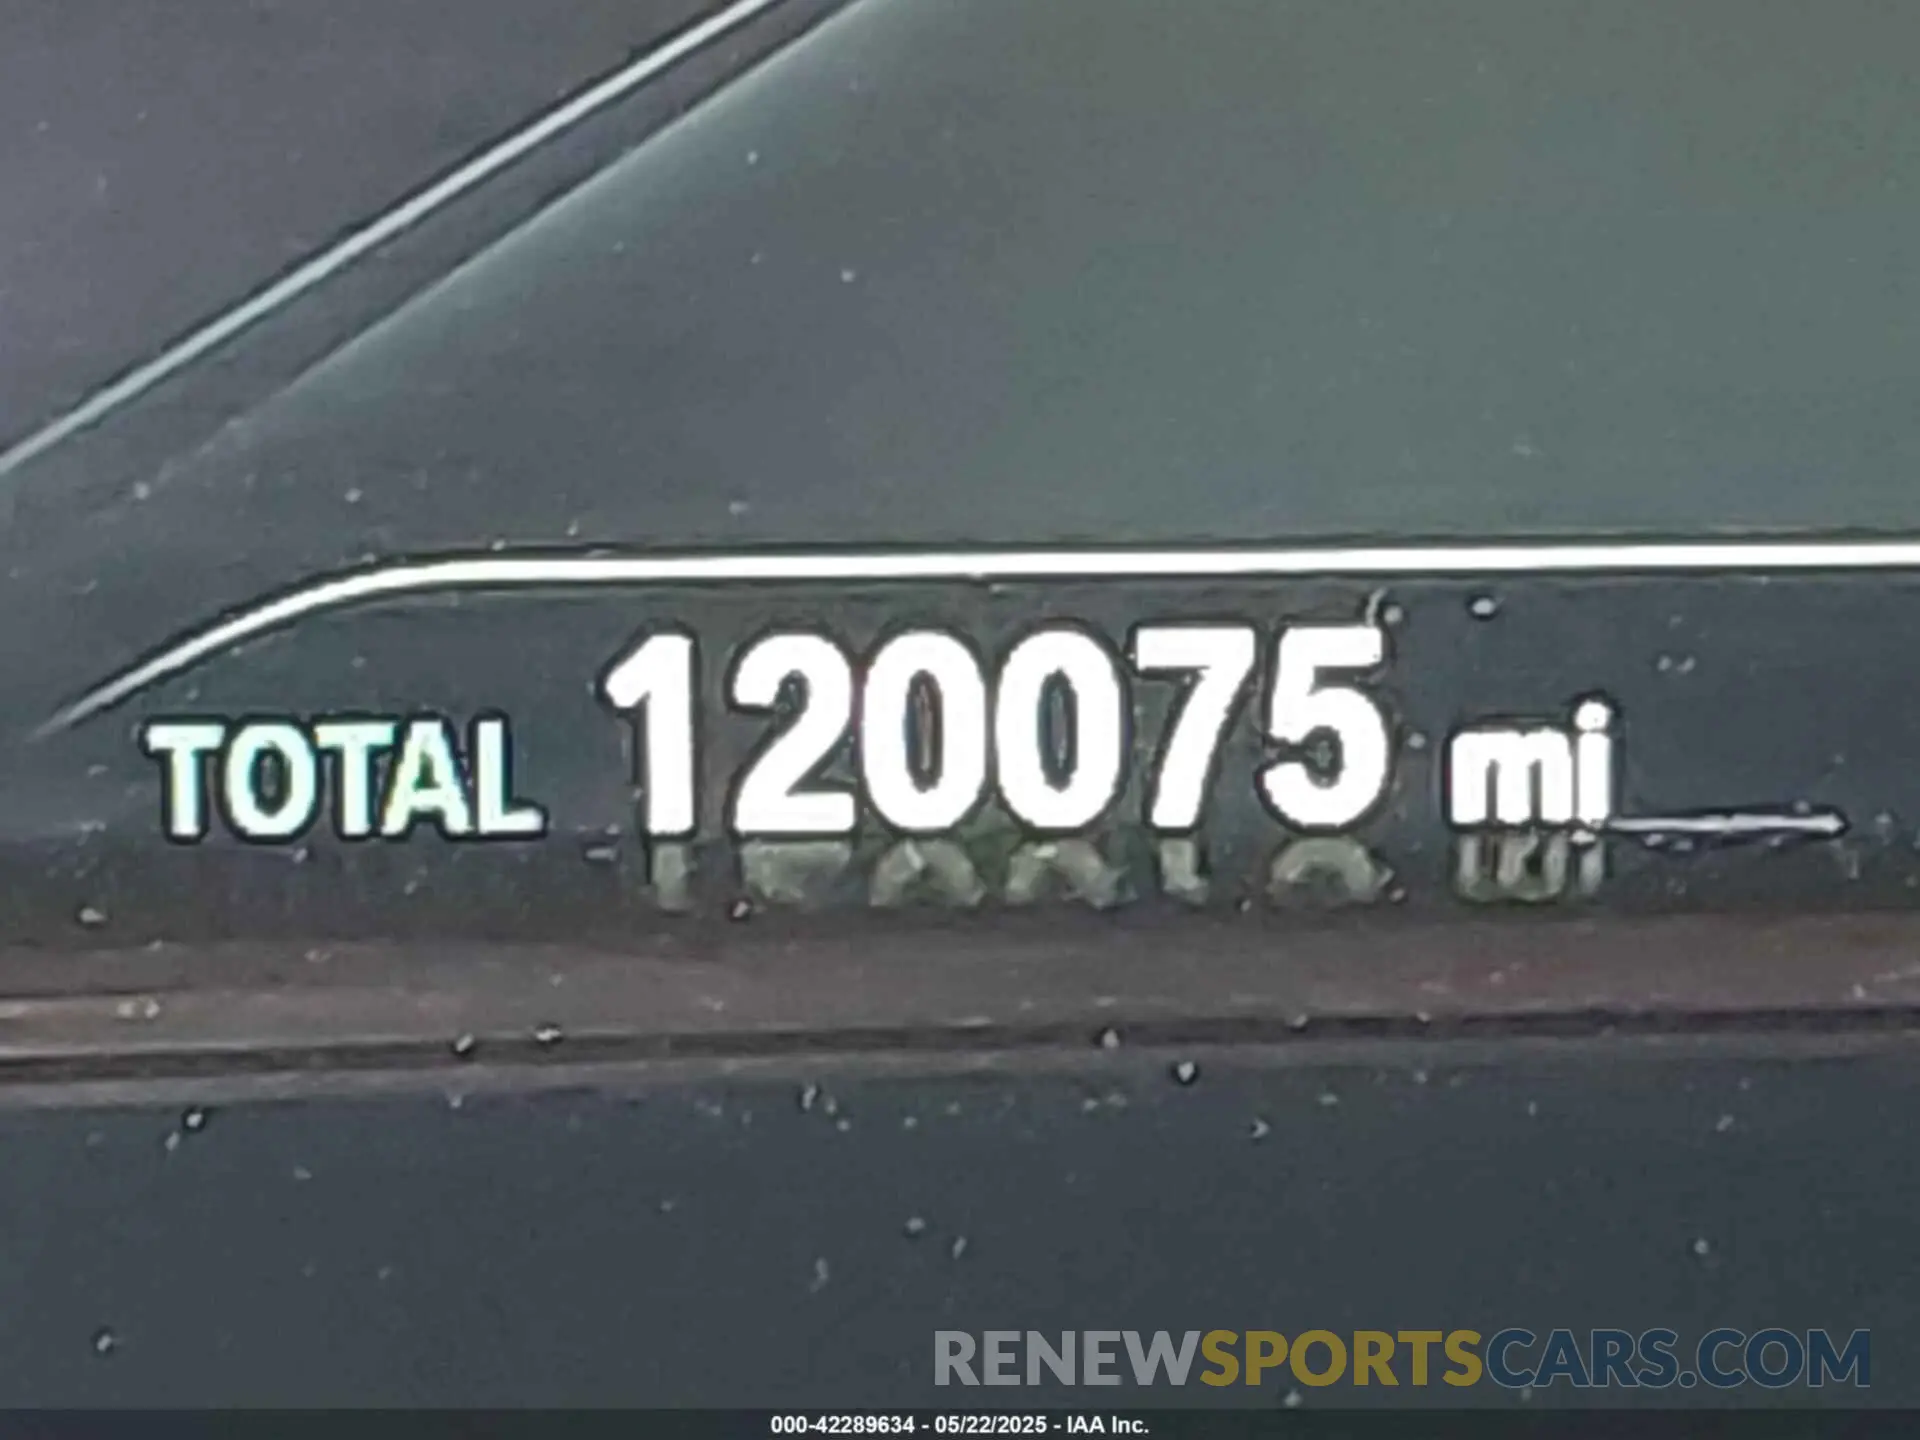 TOTAL 120075 mi
RENEWSPORTSCARS.COM
000-42289634 - 05/22/2025 - IAA Inc.